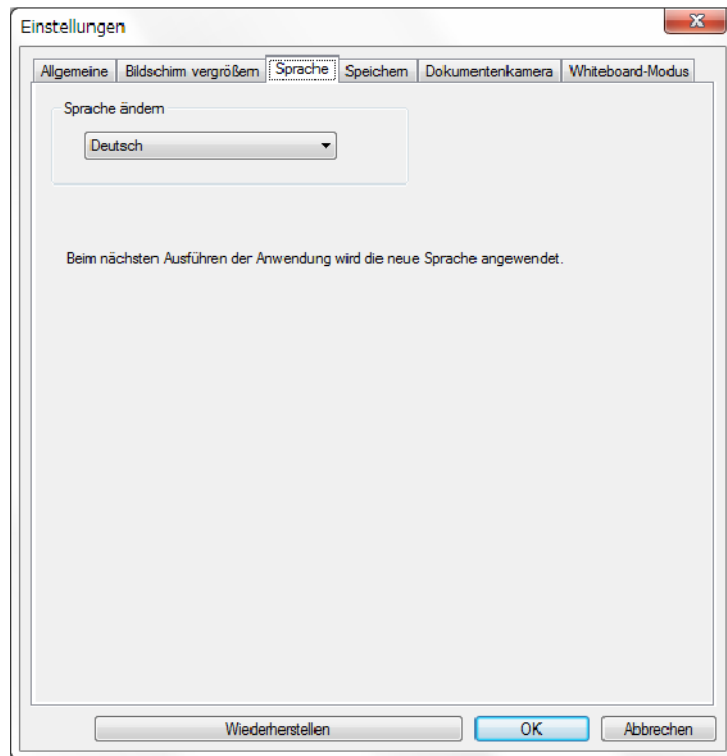 Einstellungen
Allgemeine Bildschirm vergrößern Sprache Speichern Dokumentenkamera Whiteboard-Modus
Sprache ändern
Deutsch
Beim nächsten Ausführen der Anwendung wird die neue Sprache angewendet.
Wiederherstellen OK Abbrechen